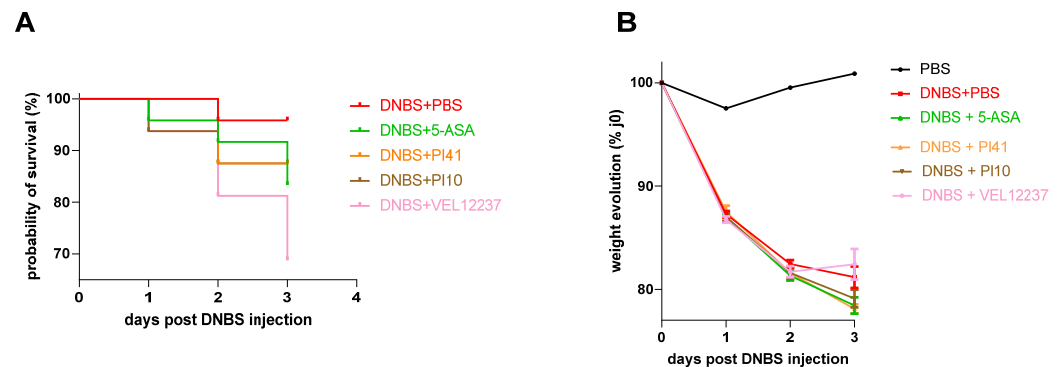 A
probability of survival (%)
100
90
80
70
0 1 2 3 4
days post DNBS injection
DNBS+PBS
DNBS+5-ASA
DNBS+PI41
DNBS+PI10
DNBS+VEL12237
B
weight evolution (% j0)
100
90
80
0 1 2 3
days post DNBS injection
PBS
DNBS+PBS
DNBS + 5-ASA
DNBS + PI41
DNBS + PI10
DNBS + VEL12237